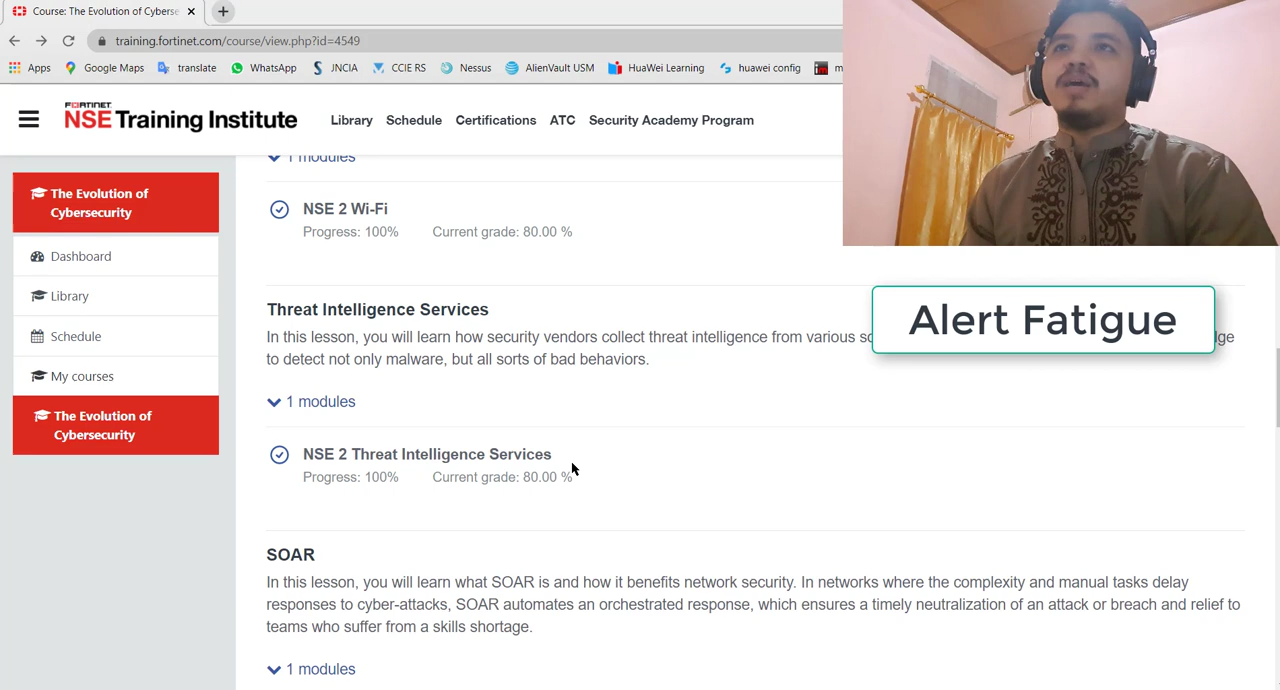 Course: The Evolution of Cyberse
training.fortinet.com/course/view.php?id=4549
Apps Google Maps translate WhatsApp JNCIA CCIE RS Nessus AlienVault USM HuaWei Learning huawei config m
FORTINET
NSE Training Institute
Library Schedule Certifications ATC Security Academy Program
The Evolution of
Cybersecurity
Dashboard
Library
Schedule
My courses
The Evolution of
Cybersecurity
1 modules
NSE 2 Wi-Fi
Progress: 100% Current grade: 80.00 %
Threat Intelligence Services
In this lesson, you will learn how security vendors collect threat intelligence from various
to detect not only malware, but all sorts of bad behaviors.
Alert Fatigue
1 modules
NSE 2 Threat Intelligence Services
Progress: 100% Current grade: 80.00 %
SOAR
In this lesson, you will learn what SOAR is and how it benefits network security. In networks where the complexity and manual tasks delay
responses to cyber-attacks, SOAR automates an orchestrated response, which ensures a timely neutralization of an attack or breach and relief to
teams who suffer from a skills shortage.
1 modules